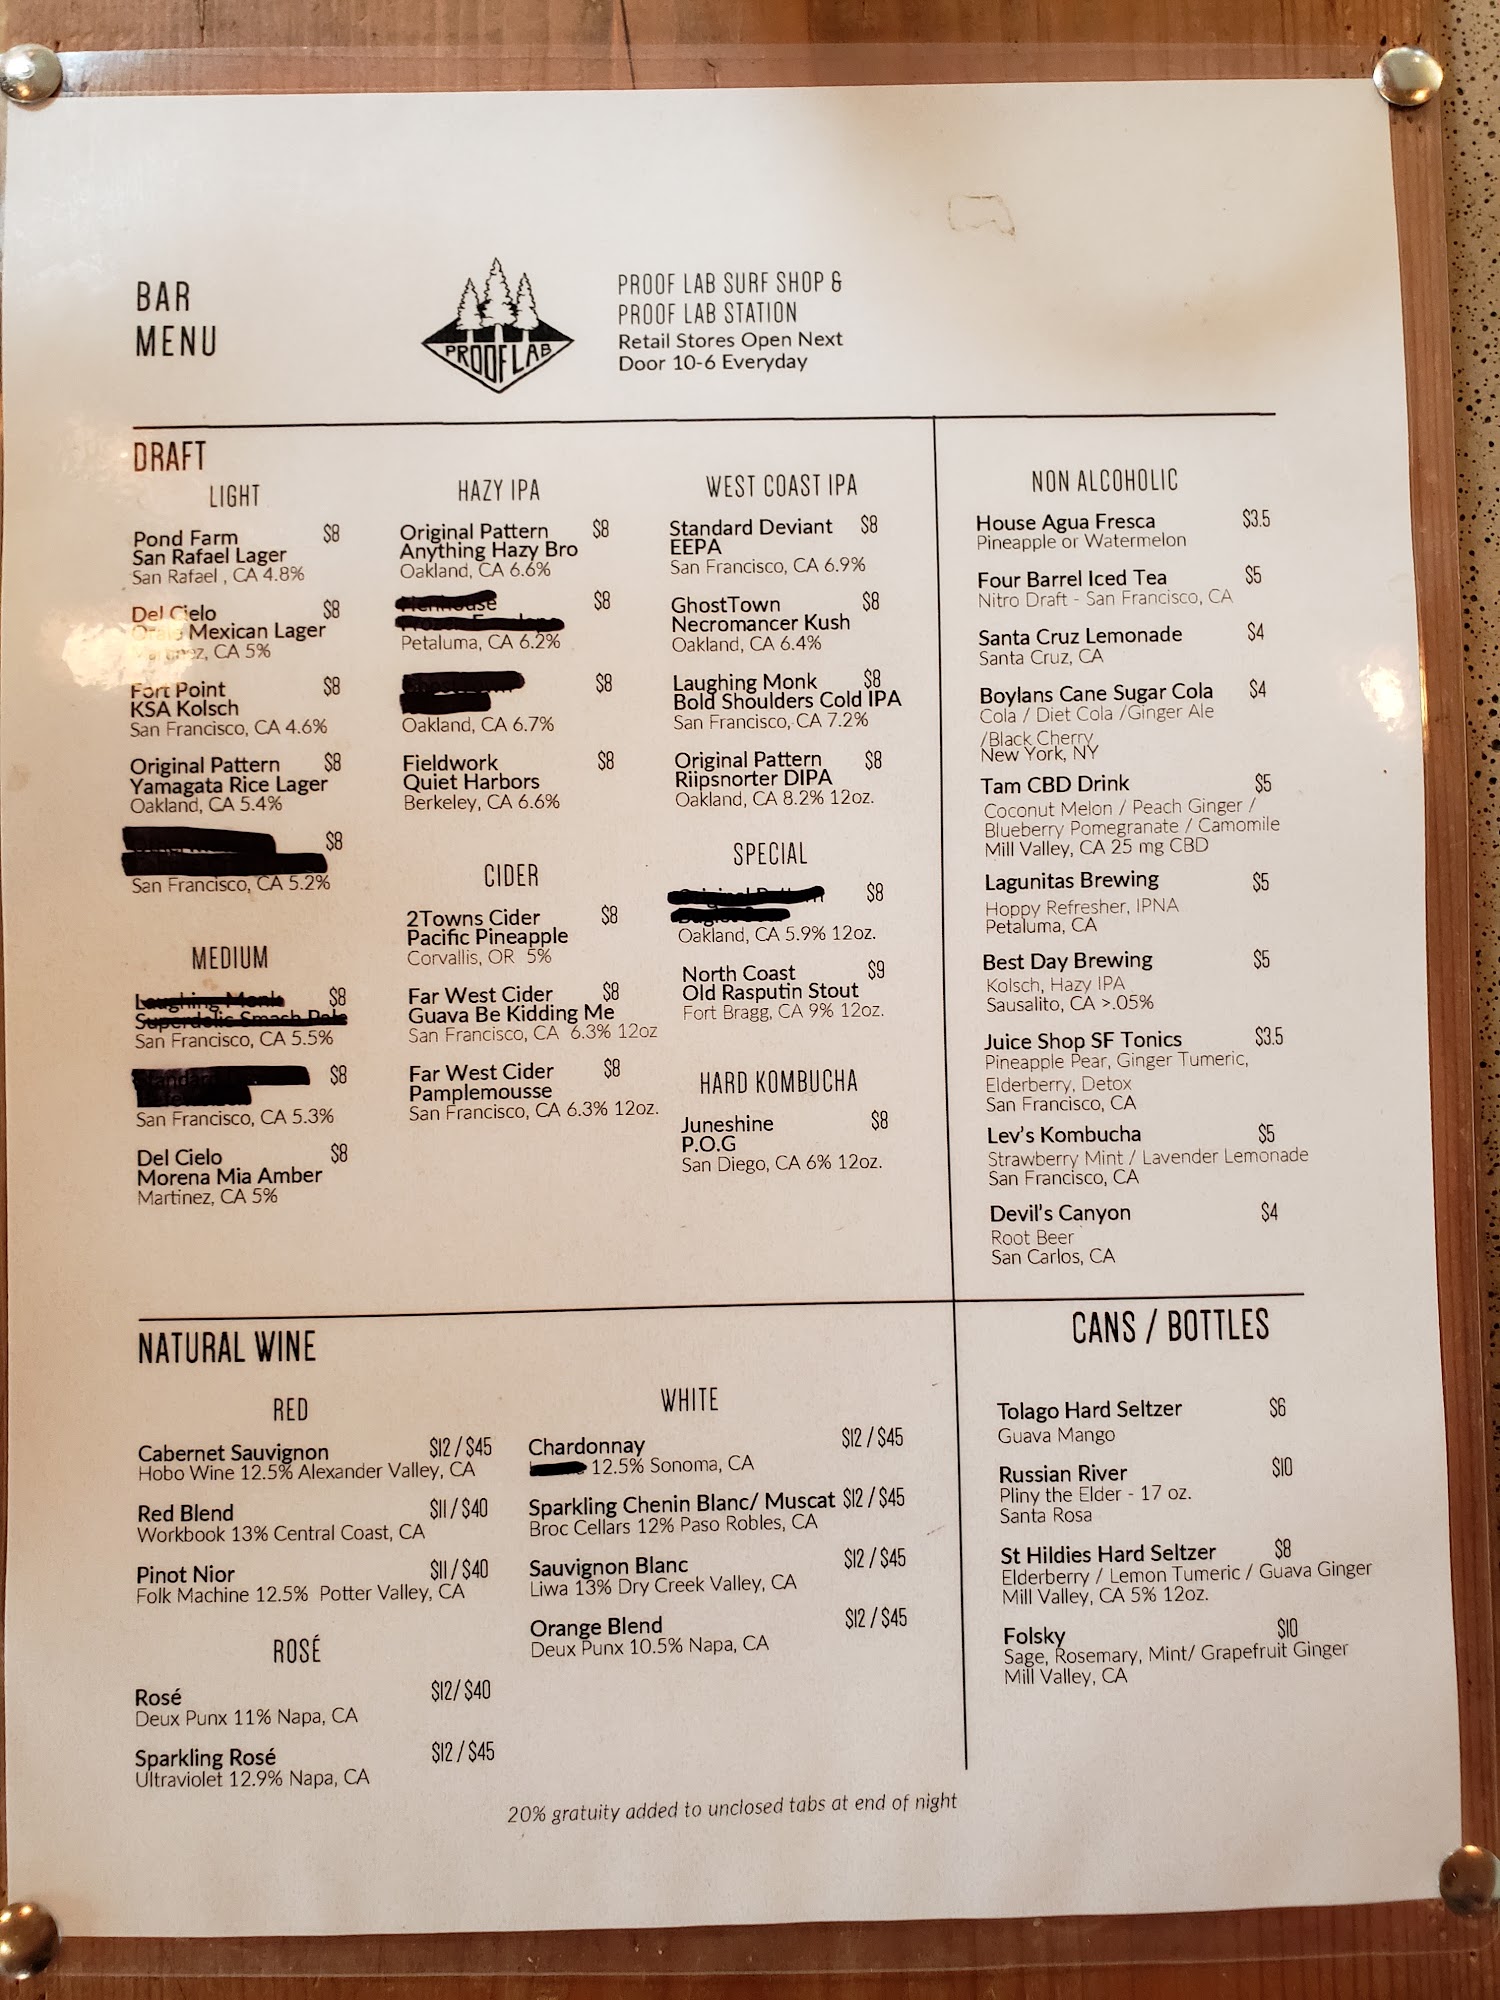 BAR
MENU
PROOF LAB
PROOF LAB SURF SHOP &
PROOF LAB STATION
Retail Stores Open Next
Door 10-6 Everyday
DRAFT
LIGHT
Pond Farm $8
San Rafael Lager
San Rafael , CA 4.8%
Del Cielo $8
Mexican Lager
CA 5%
Fort Point $8
KSA Kolsch
San Francisco, CA 4.6%
Original Pattern $8
Yamagata Rice Lager
Oakland, CA 5.4%
$8
San Francisco, CA 5.2%
MEDIUM
Laughing Monk $8
Superdelic Smash Pale
San Francisco, CA 5.5%
$8
San Francisco, CA 5.3%
Del Cielo $8
Morena Mia Amber
Martinez, CA 5%
HAZY IPA
Original Pattern $8
Anything Hazy Bro
Oakland, CA 6.6%
$8
Petaluma, CA 6.2%
$8
Oakland, CA 6.7%
Fieldwork $8
Quiet Harbors
Berkeley, CA 6.6%
CIDER
2Towns Cider $8
Pacific Pineapple
Corvallis, OR 5%
Far West Cider $8
Guava Be Kidding Me
San Francisco, CA 6.3% 12oz
Far West Cider $8
Pamplemousse
San Francisco, CA 6.3% 12oz.
WEST COAST IPA
Standard Deviant $8
EEPA
San Francisco, CA 6.9%
GhostTown $8
Necromancer Kush
Oakland, CA 6.4%
Laughing Monk $8
Bold Shoulders Cold IPA
San Francisco, CA 7.2%
Original Pattern $8
Riipsnorter DIPA
Oakland, CA 8.2% 12oz.
SPECIAL
$8
Oakland, CA 5.9% 12oz.
North Coast $9
Old Rasputin Stout
Fort Bragg, CA 9% 12oz.
HARD KOMBUCHA
Juneshine $8
P.O.G
San Diego, CA 6% 12oz.
NON ALCOHOLIC
House Agua Fresca $3.5
Pineapple or Watermelon
Four Barrel Iced Tea $5
Nitro Draft - San Francisco, CA
Santa Cruz Lemonade $4
Santa Cruz, CA
Boylans Cane Sugar Cola $4
Cola / Diet Cola /Ginger Ale
/Black Cherry
New York, NY
Tam CBD Drink $5
Coconut Melon / Peach Ginger /
Blueberry Pomegranate / Camomile
Mill Valley, CA 25 mg CBD
Lagunitas Brewing $5
Hoppy Refresher, IPNA
Petaluma, CA
Best Day Brewing $5
Kolsch, Hazy IPA
Sausalito, CA >.05%
Juice Shop SF Tonics $3.5
Pineapple Pear, Ginger Tumeric,
Elderberry, Detox
San Francisco, CA
Lev's Kombucha $5
Strawberry Mint / Lavender Lemonade
San Francisco, CA
Devil's Canyon $4
Root Beer
San Carlos, CA
NATURAL WINE
RED
Cabernet Sauvignon $12 / $45
Hobo Wine 12.5% Alexander Valley, CA
Red Blend $11 / $40
Workbook 13% Central Coast, CA
Pinot Nior $11 / $40
Folk Machine 12.5% Potter Valley, CA
ROSÉ
Rosé $12/ $40
Deux Punx 11% Napa, CA
Sparkling Rosé $12 / $45
Ultraviolet 12.9% Napa, CA
WHITE
Chardonnay $12 / $45
12.5% Sonoma, CA
Sparkling Chenin Blanc/ Muscat $12 / $45
Broc Cellars 12% Paso Robles, CA
Sauvignon Blanc $12 / $45
Liwa 13% Dry Creek Valley, CA
Orange Blend $12 / $45
Deux Punx 10.5% Napa, CA
CANS / BOTTLES
Tolago Hard Seltzer $6
Guava Mango
Russian River $10
Pliny the Elder - 17 oz.
Santa Rosa
St Hildies Hard Seltzer $8
Elderberry / Lemon Tumeric / Guava Ginger
Mill Valley, CA 5% 12oz.
Folsky $10
Sage, Rosemary, Mint/ Grapefruit Ginger
Mill Valley, CA
20% gratuity added to unclosed tabs at end of night